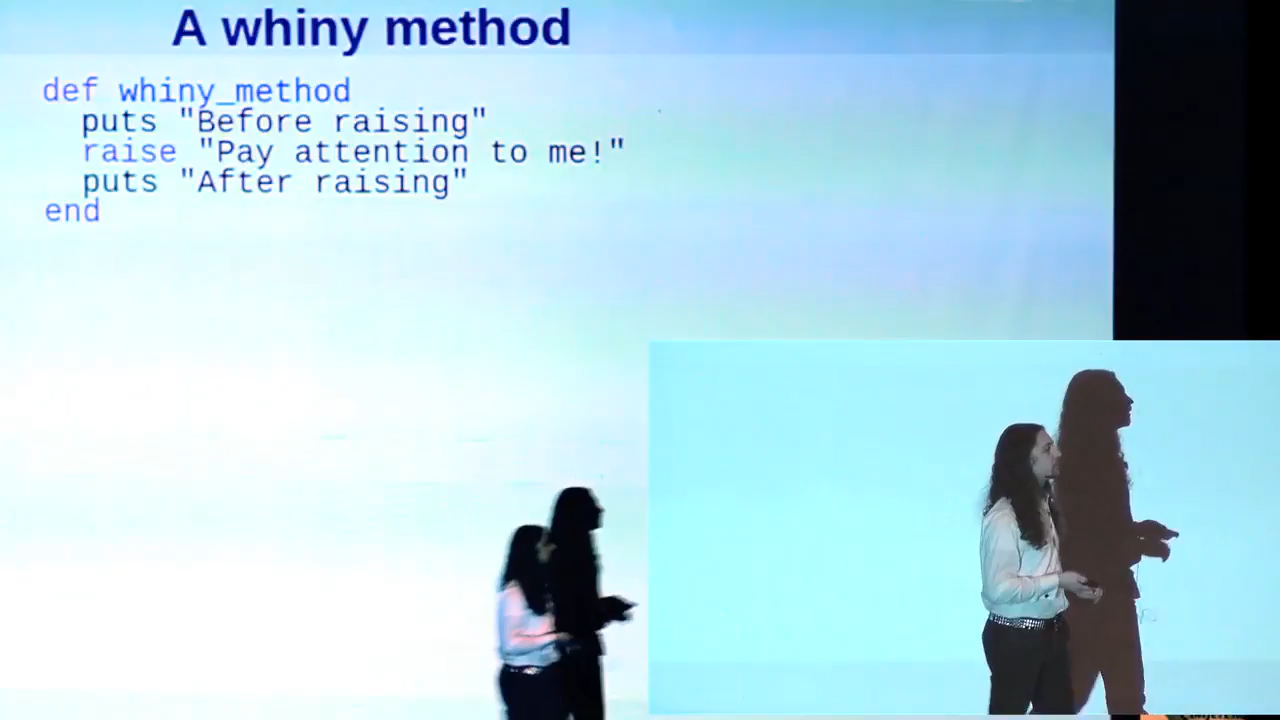 A whiny method
def whiny_method
  puts "Before raising"
  raise "Pay attention to me!"
  puts "After raising"
end